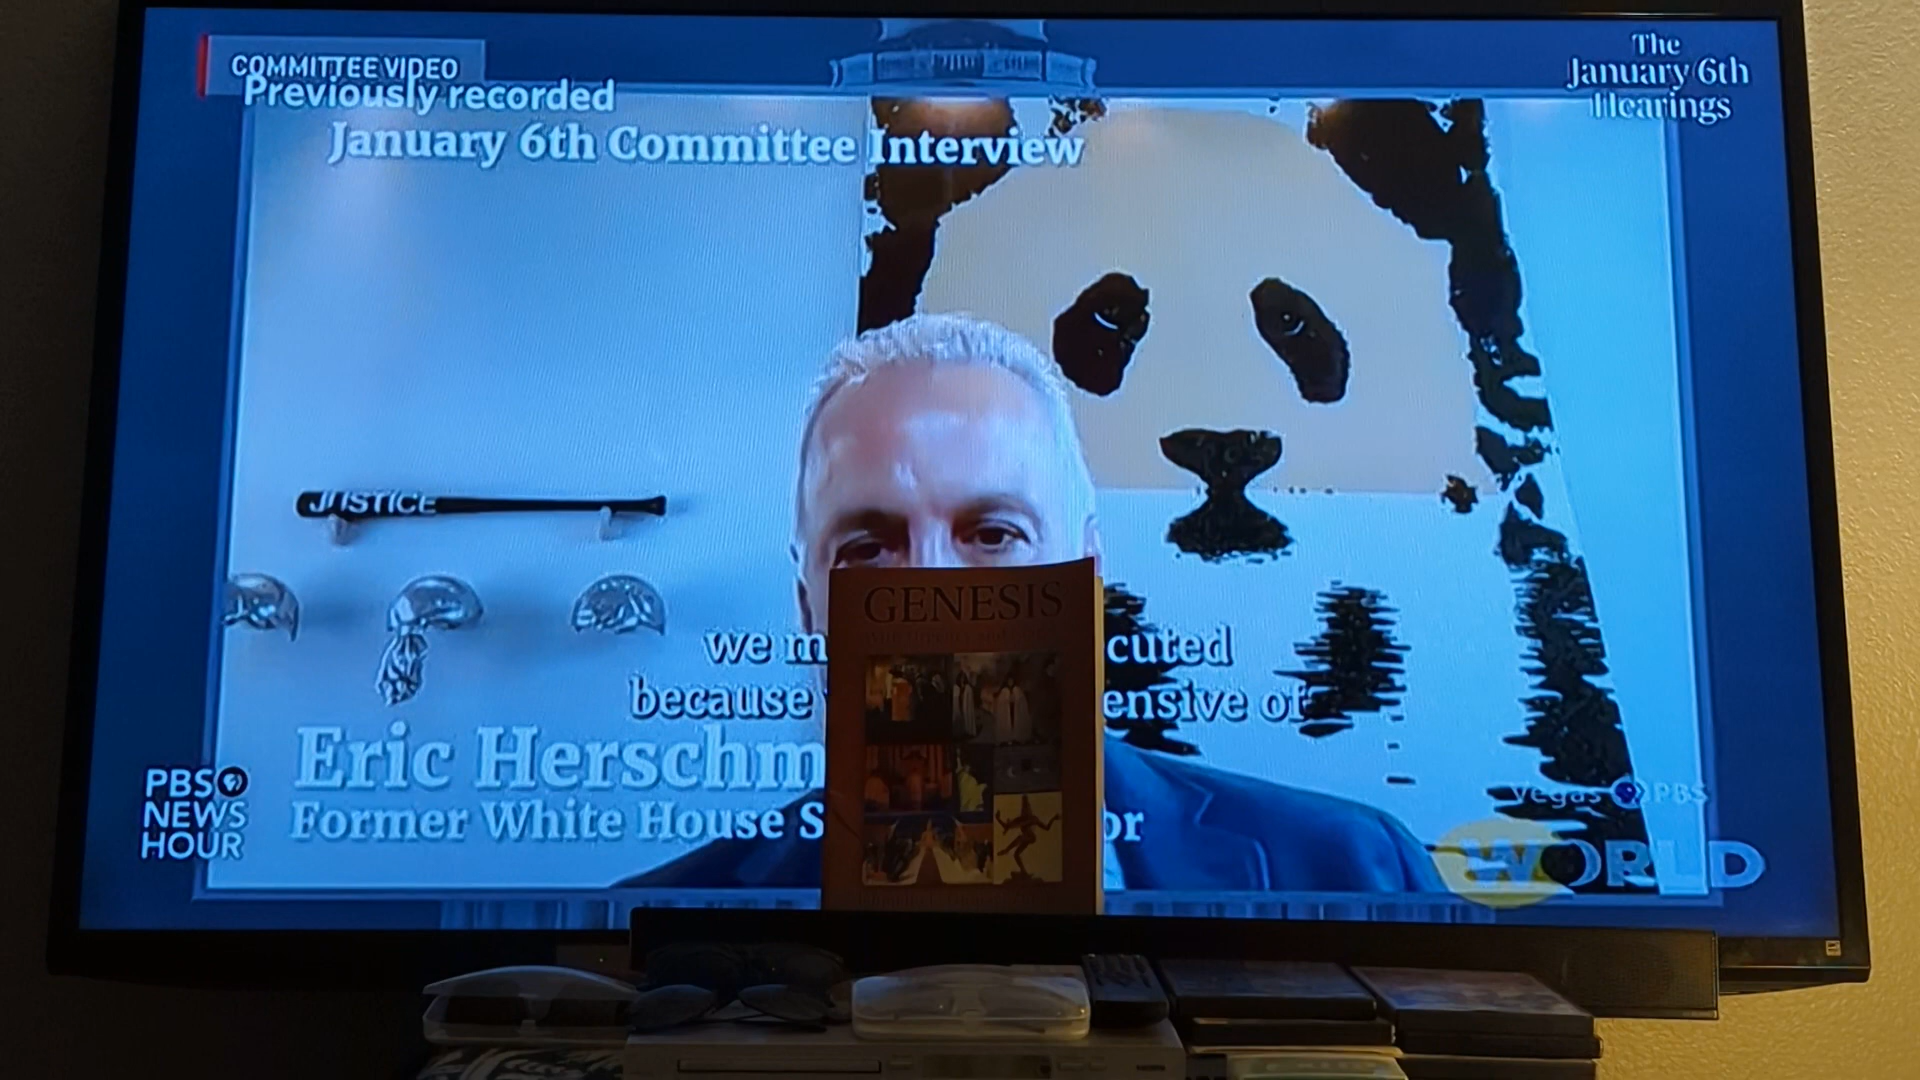 COMMITTEE VIDEO
Previously recorded
January 6th Committee Interview
The
January 6th
Hearings
JUSTICE
GENESIS
we m cuted
because ensive of
Eric Herschm
Former White House S or
PBS
NEWS
HOUR
vegas PBS
WORLD